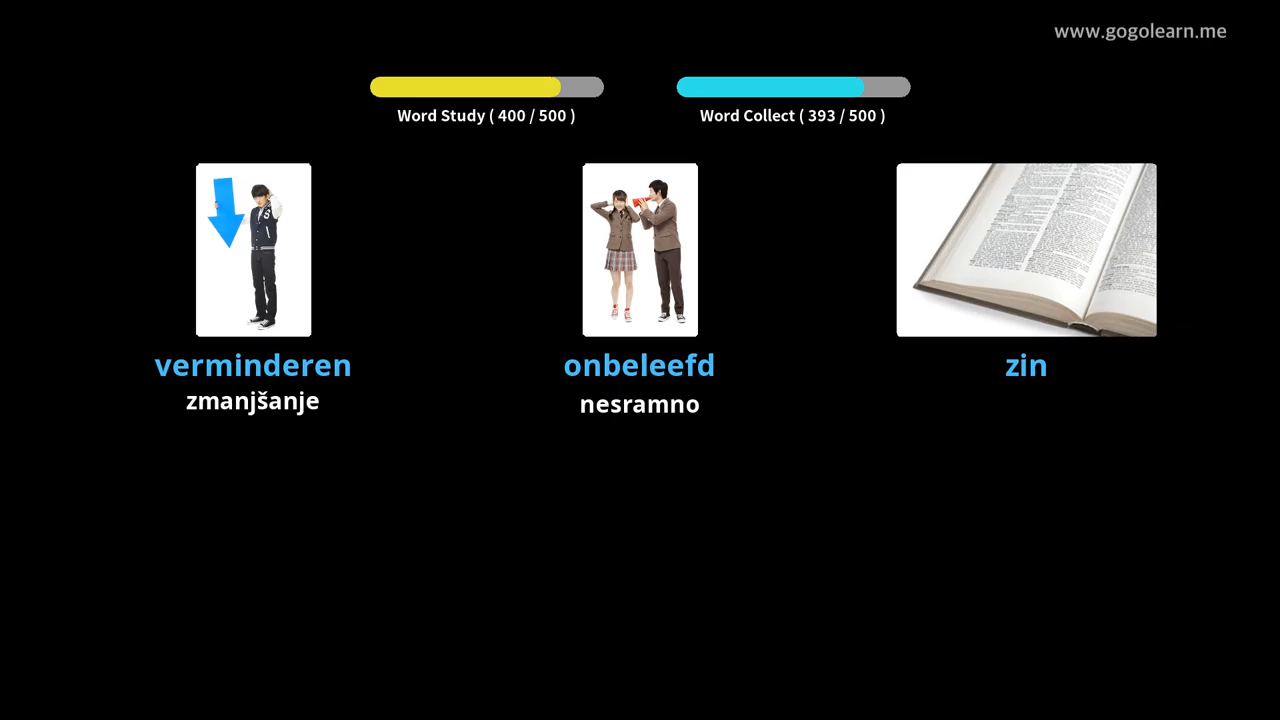 www.gogolearn.me
Word Study ( 400 / 500 )
Word Collect ( 393 / 500 )
verminderen
zmanjšanje
onbeleefd
nesramno
zin